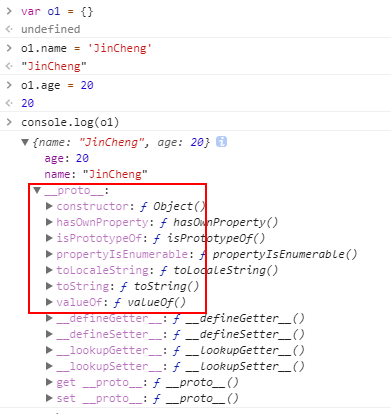 > var o1 = {}
< undefined
> o1.name = 'JinCheng'
< "JinCheng"
> o1.age = 20
< 20
> console.log(o1)
▼{name: "JinCheng", age: 20} i
age: 20
name: "JinCheng"
▼__proto__:
▶constructor: ƒ Object()
▶hasOwnProperty: ƒ hasOwnProperty()
▶isPrototypeOf: ƒ isPrototypeOf()
▶propertyIsEnumerable: ƒ propertyIsEnumerable()
▶toLocaleString: ƒ toLocaleString()
▶toString: ƒ toString()
▶valueOf: ƒ valueOf()
▶__defineGetter__: ƒ __defineGetter__()
▶__defineSetter__: ƒ __defineSetter__()
▶__lookupGetter__: ƒ __lookupGetter__()
▶__lookupSetter__: ƒ __lookupSetter__()
▶get __proto__: ƒ __proto__()
▶set __proto__: ƒ __proto__()